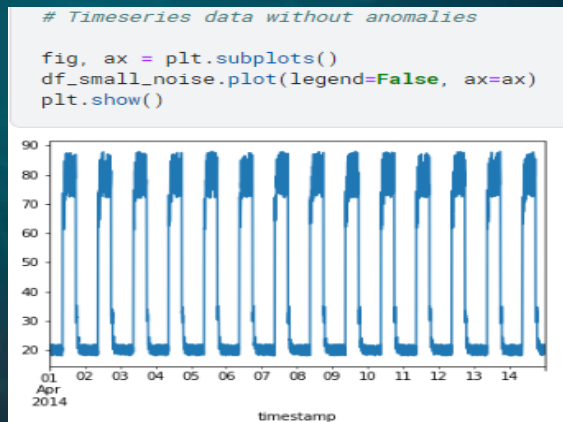 # Timeseries data without anomalies
fig, ax = plt.subplots()
df_small_noise.plot(legend=False, ax=ax)
plt.show()
90
80
70
60
50
40
30
20
01 02 03 04 05 06 07 08 09 10 11 12 13 14
Apr
2014
timestamp